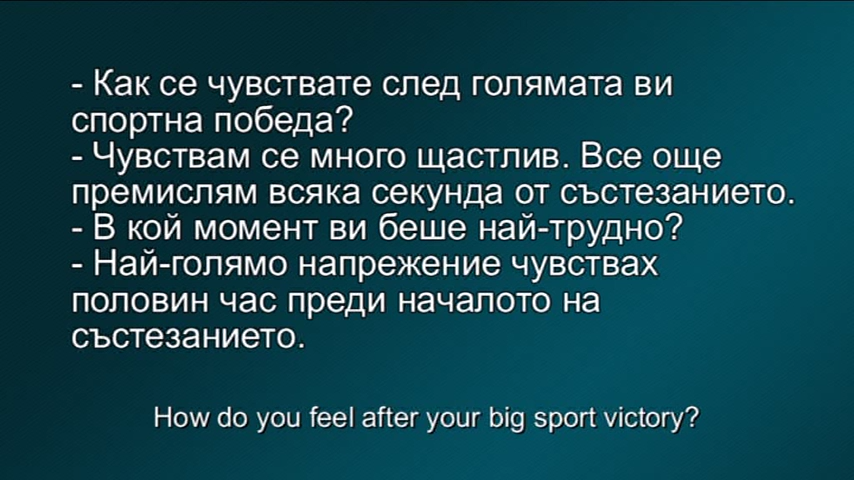 - Как се чувствате след голямата ви
спортна победа?
- Чувствам се много щастлив. Все още
премислям всяка секунда от състезанието.
- В кой момент ви беше най-трудно?
- Най-голямо напрежение чувствах
половин час преди началото на
състезанието.
How do you feel after your big sport victory?